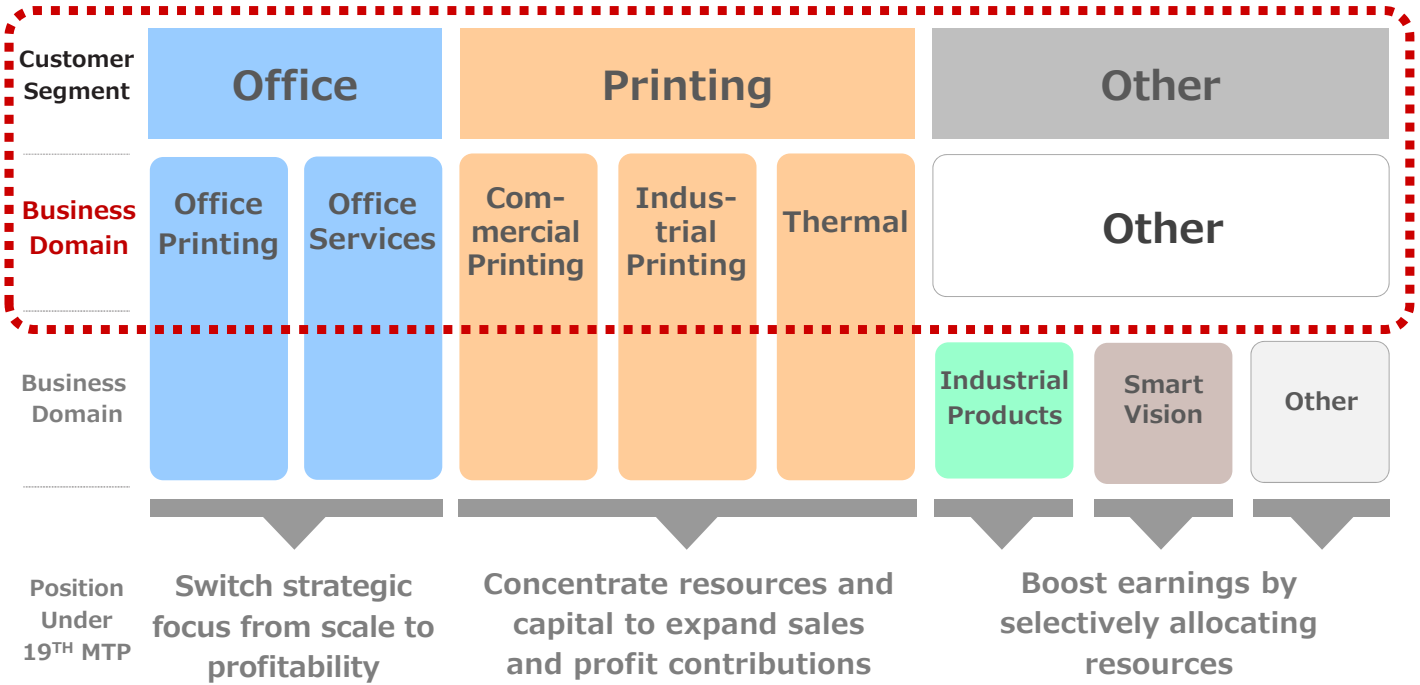 Customer
Segment
Office
Printing
Other
Business
Domain
Office
Printing
Office
Services
Com-
mercial
Printing
Indus-
trial
Printing
Thermal
Other
Business
Domain
Industrial
Products
Smart
Vision
Other
Position
Under
19TH MTP
Switch strategic
focus from scale to
profitability
Concentrate resources and
capital to expand sales
and profit contributions
Boost earnings by
selectively allocating
resources